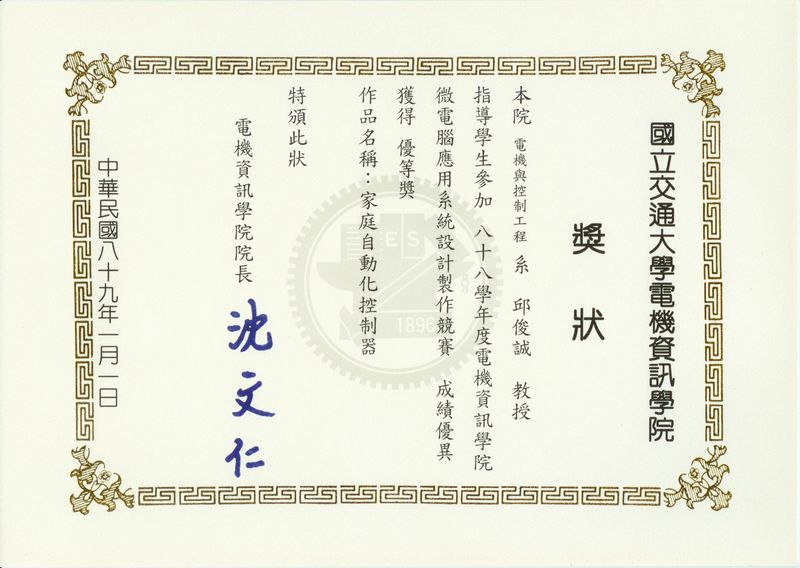 國立交通大學電機資訊學院
獎狀
本院 電機與控制工程 系 邱俊誠 教授
指導學生參加 八十八學年度電機資訊學院
微電腦應用系統設計製作競賽 成績優異
獲得 優等獎
作品名稱：家庭自動化控制器
特頒此狀
電機資訊學院院長 沈文仁
中華民國八十九年一月一日
ES
1896